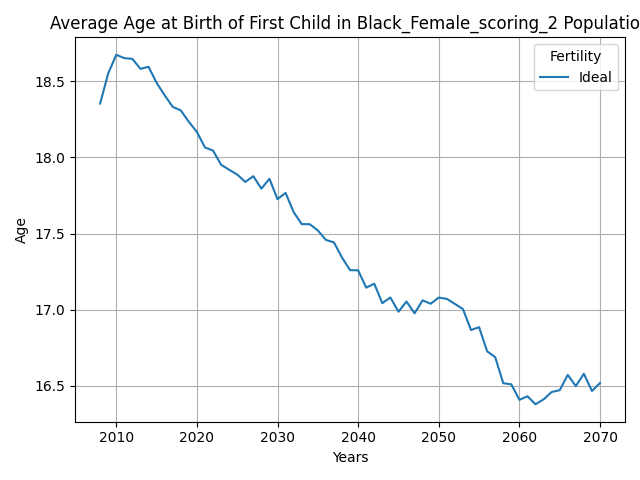 Average Age at Birth of First Child in Black_Female_scoring_2 Populatio
Fertility
Ideal
18.5
18.0
17.5
17.0
16.5
Age
2010 2020 2030 2040 2050 2060 2070
Years